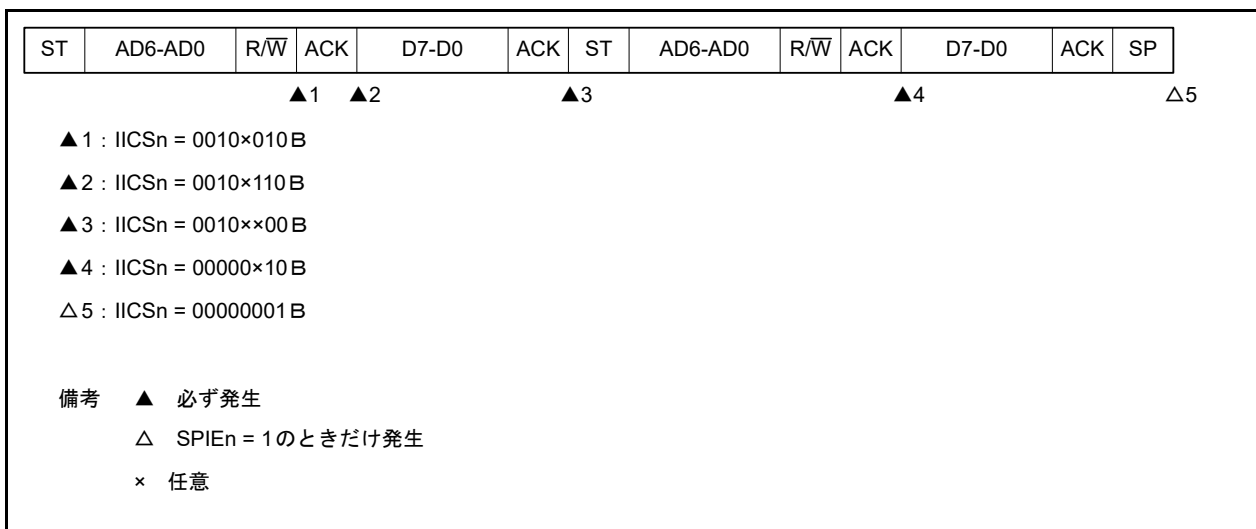 ST AD6-AD0 R/W̅ ACK D7-D0 ACK ST AD6-AD0 R/W̅ ACK D7-D0 ACK SP
▲1 ▲2 ▲3 ▲4 △5
▲1：IICSn = 0010×010B
▲2：IICSn = 0010×110B
▲3：IICSn = 0010××00B
▲4：IICSn = 00000×10B
△5：IICSn = 00000001B
備考 ▲ 必ず発生
△ SPIEn = 1のときだけ発生
× 任意